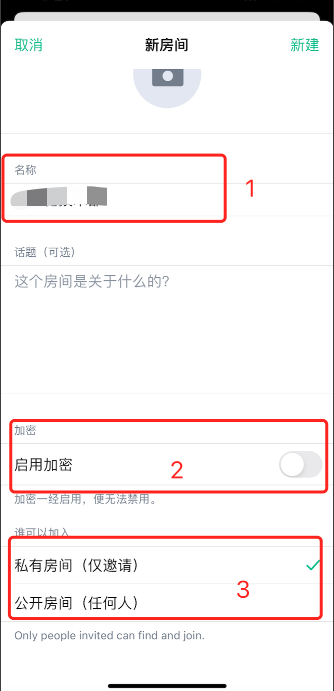 取消 新房间 新建
名称
1
话题（可选）
这个房间是关于什么的?
加密
启用加密
2
加密一经启用，便无法禁用。
谁可以加入
私有房间（仅邀请）
3
公开房间（任何人）
Only people invited can find and join.